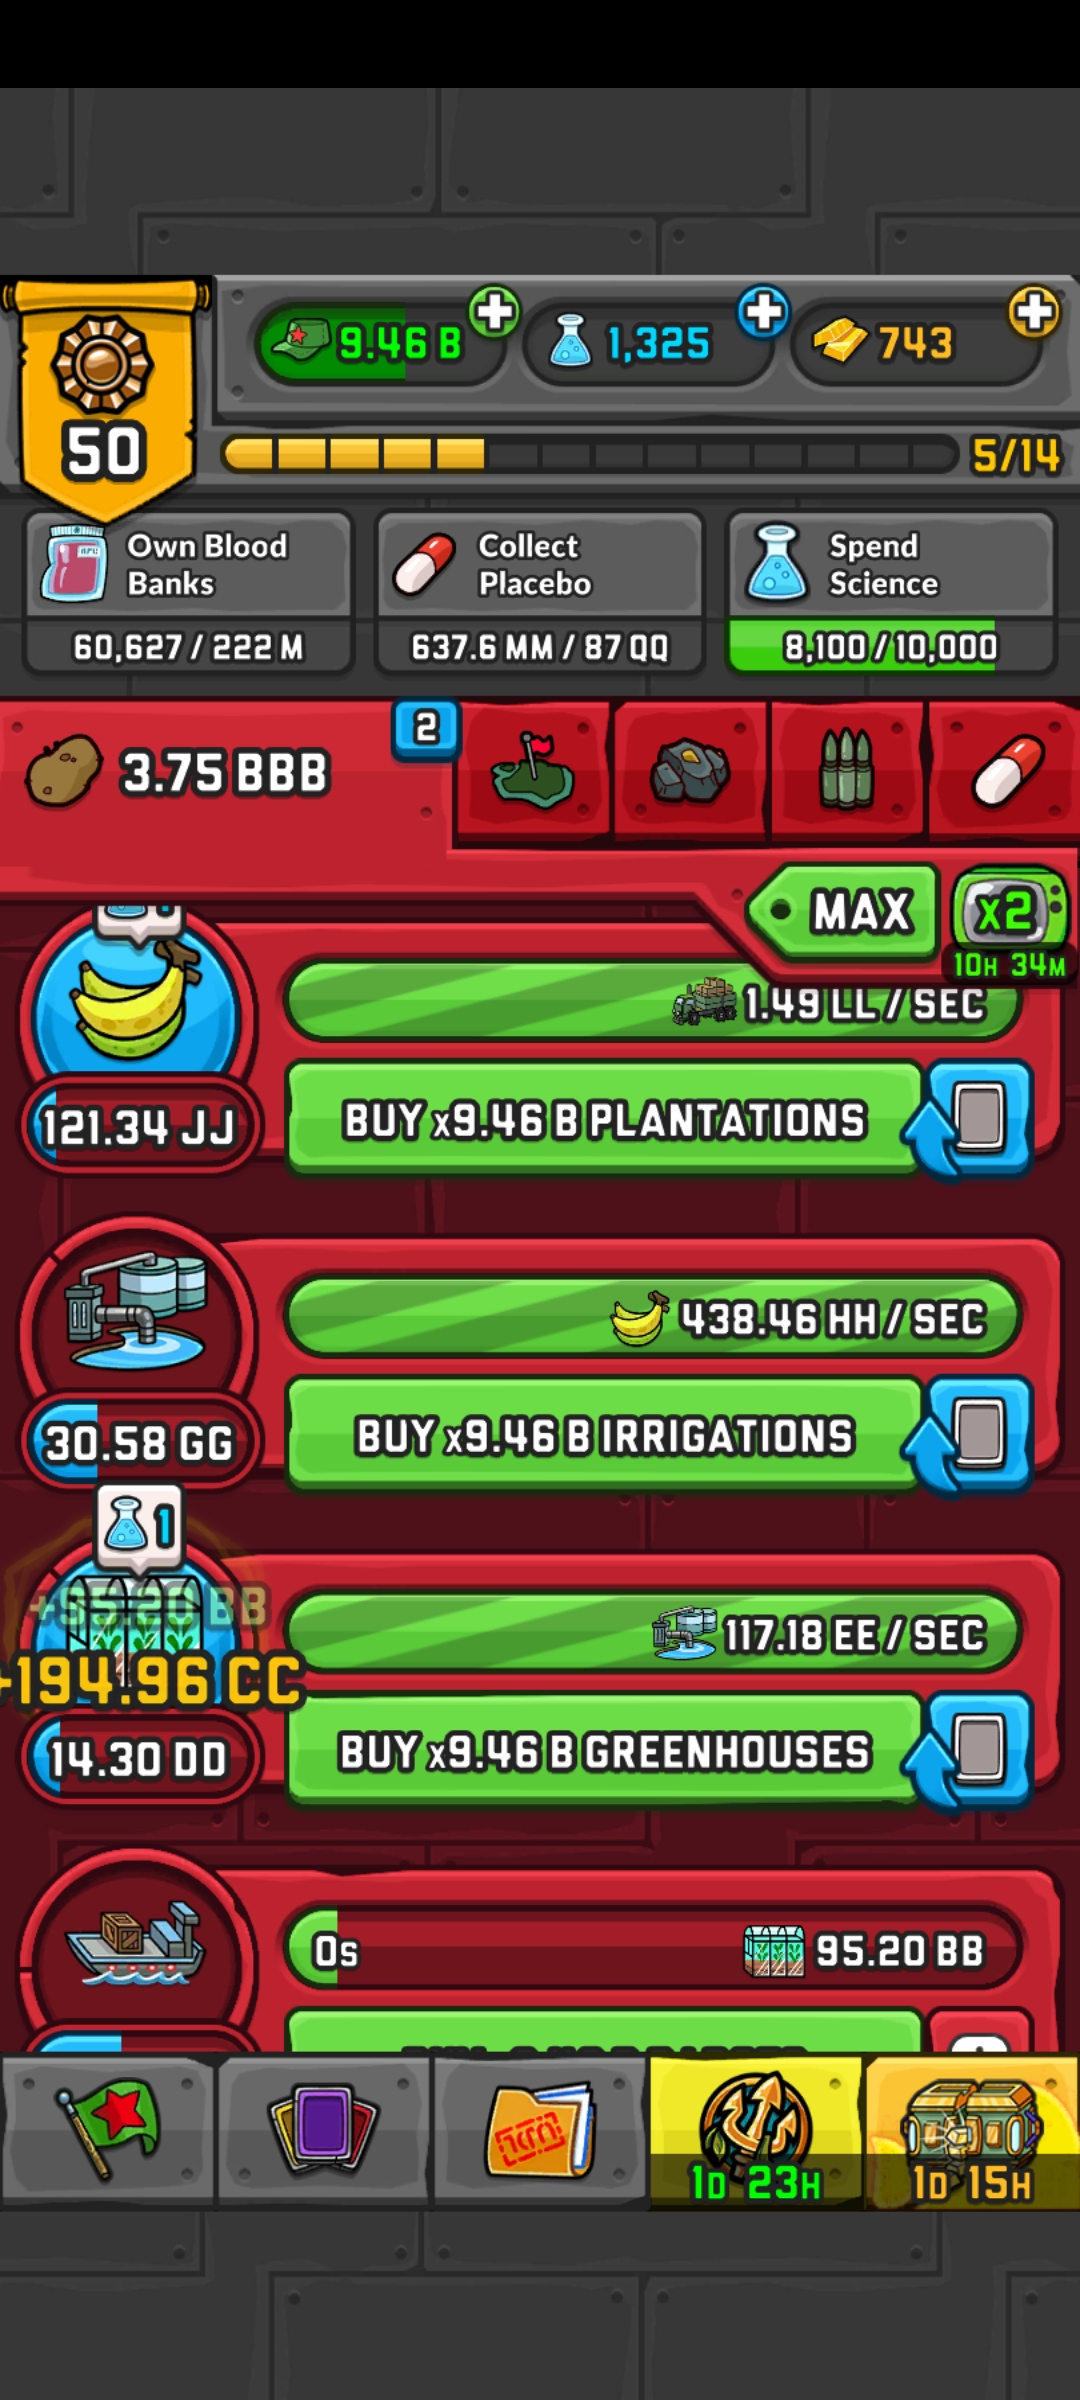 9.46 B
1,325
743
50
5/14
Own Blood
Banks
60,627 / 222 M
Collect
Placebo
637.6 MM / 87 QQ
Spend
Science
8,100 / 10,000
3.75 BBB
2
MAX
x2
10H 34M
1.49 LL / SEC
121.34 JJ
BUY x9.46 B PLANTATIONS
438.46 HH / SEC
30.58 GG
BUY x9.46 B IRRIGATIONS
1
+95.20 BB
117.18 EE / SEC
+194.96 CC
14.30 DD
BUY x9.46 B GREENHOUSES
0s
95.20 BB
1D 23H
1D 15H